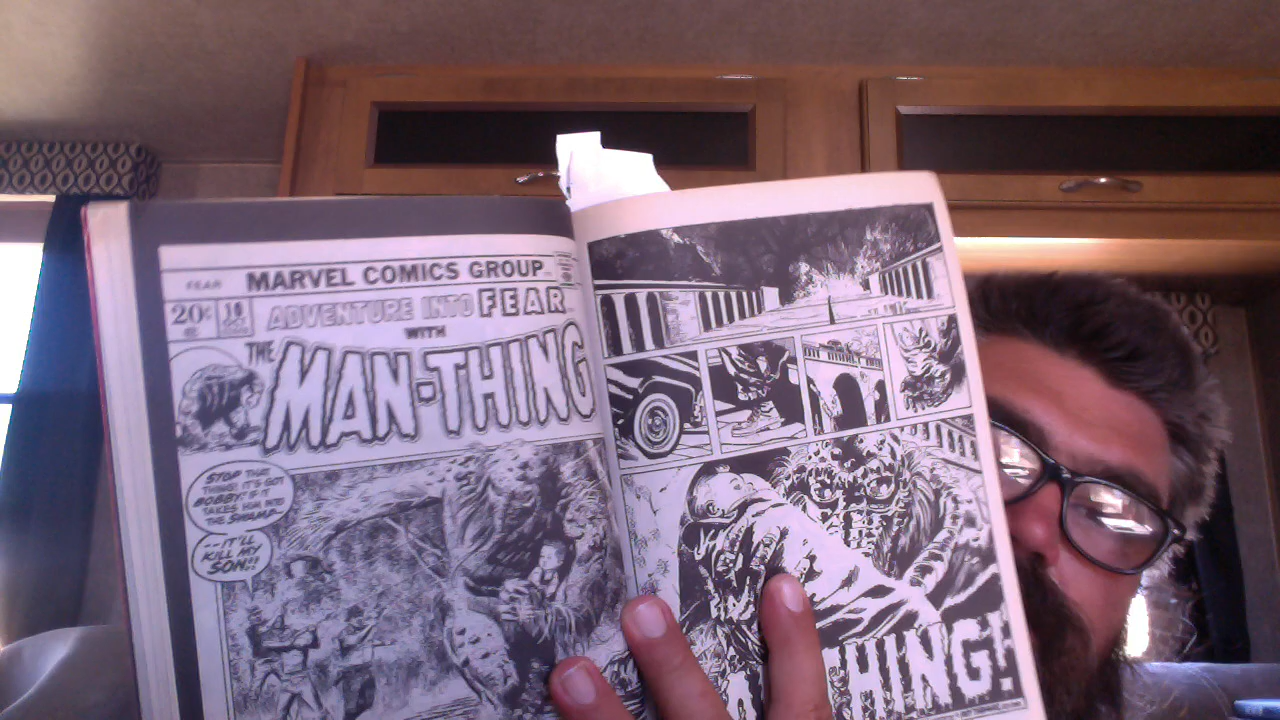 FEAR
MARVEL COMICS GROUP
20¢
10
ADVENTURE INTO FEAR
WITH
THE MAN-THING
STOP THE
THING! IT'S GOT
BOBBY! IF IT
TAKES HIM INTO
THE SWAMP--
--IT'LL
KILL MY
SON!!
THING!